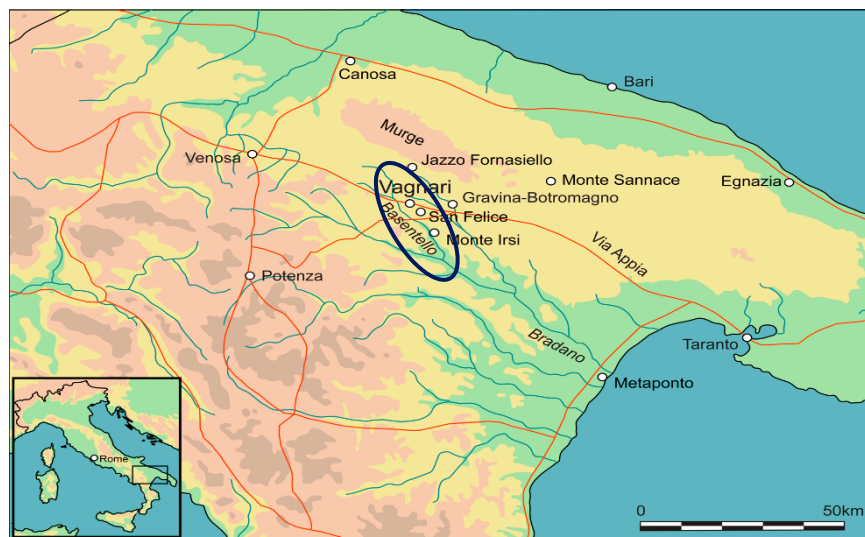 Canosa
Bari
Murge
Venosa
Jazzo Fornasiello
Vagnari
Monte Sannace
Egnazia
Gravina-Botromagno
San Felice
Basentello
Monte Irsi
Via Appia
Potenza
Bradano
Taranto
Metaponto
Rome
0 50km